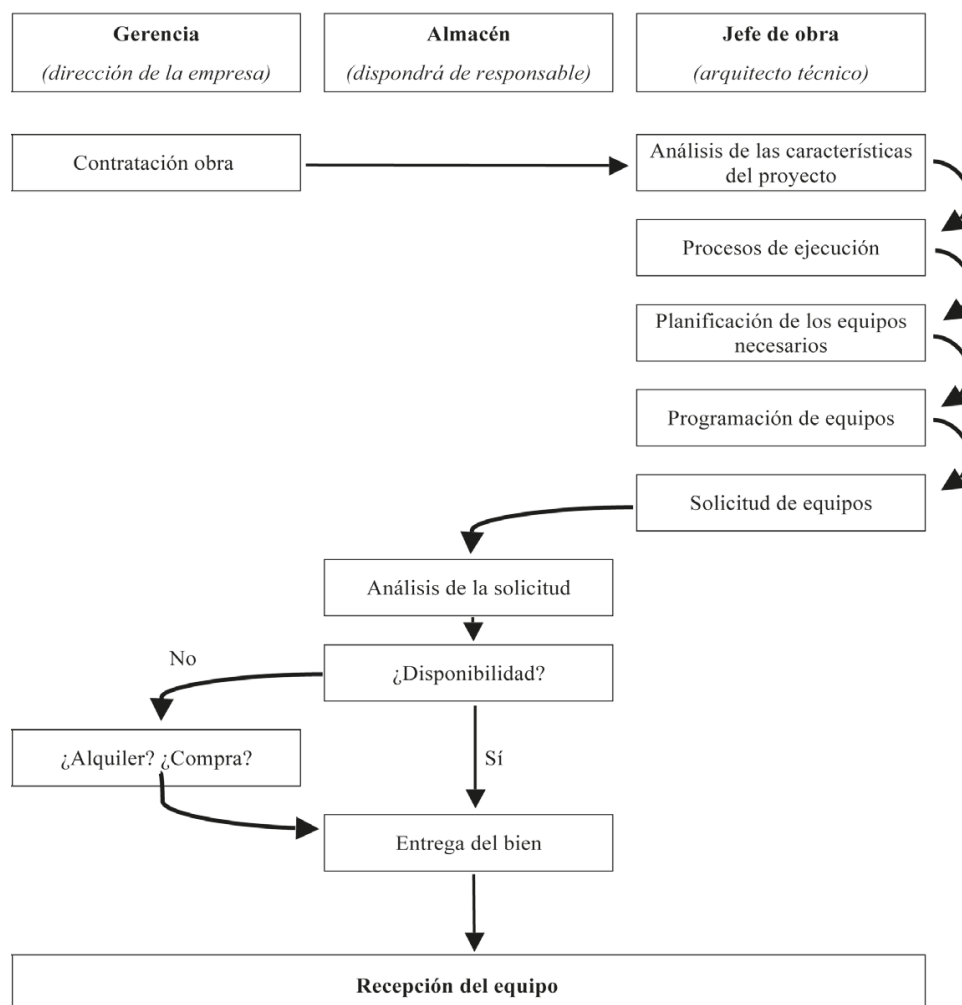 Gerencia
(dirección de la empresa)
Almacén
(dispondrá de responsable)
Jefe de obra
(arquitecto técnico)
Contratación obra
Análisis de las características
del proyecto
Procesos de ejecución
Planificación de los equipos
necesarios
Programación de equipos
Solicitud de equipos
Análisis de la solicitud
No
¿Disponibilidad?
¿Alquiler? ¿Compra?
Sí
Entrega del bien
Recepción del equipo